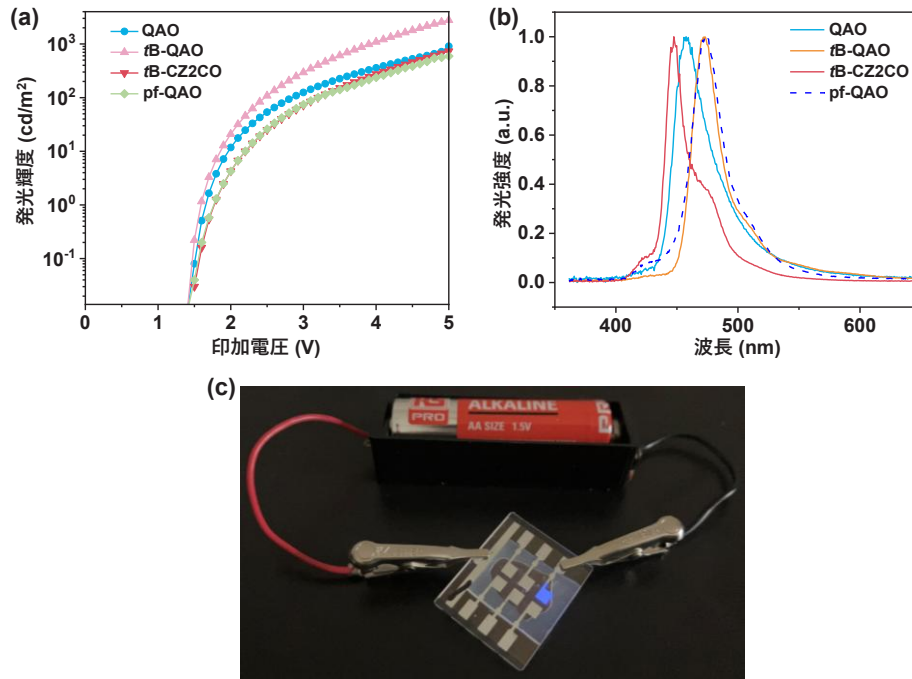 (a)
発光輝度 (cd/m²)
10³
10²
10¹
10⁰
10⁻¹
QAO
tB-QAO
tB-CZ2CO
pf-QAO
0 1 2 3 4 5
印加電圧 (V)
(b)
発光強度 (a.u.)
1.0
0.8
0.6
0.4
0.2
0.0
QAO
tB-QAO
tB-CZ2CO
pf-QAO
400 500 600
波長 (nm)
(c)
PRO
ALKALINE
AA SIZE 1.5V